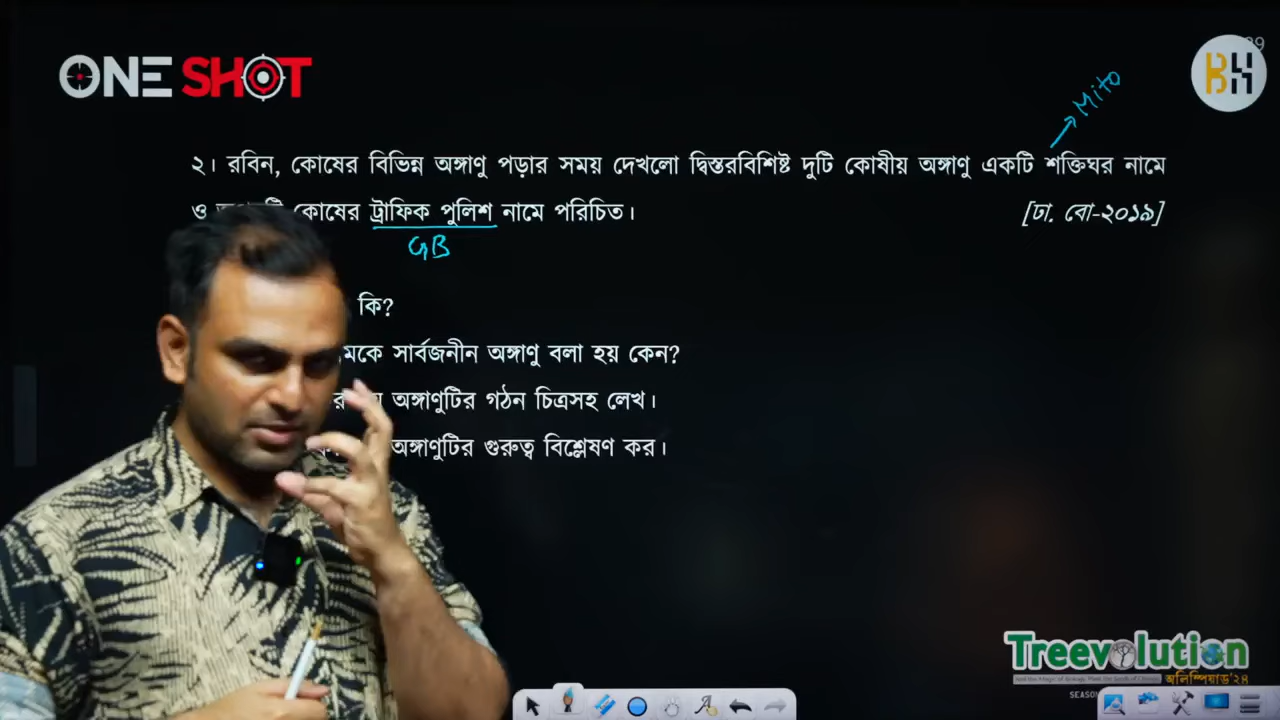 ONE SHOT
BH
Mito
২। রবিন, কোষের বিভিন্ন অঙ্গাণু পড়ার সময় দেখলো দ্বিস্তরবিশিষ্ট দুটি কোষীয় অঙ্গাণু একটি শক্তিঘর নামে
ও কোষের ট্রাফিক পুলিশ নামে পরিচিত।
[ঢা. বো-২০১৯]
GB
কি?
সার্বজনীন অঙ্গাণু বলা হয় কেন?
অঙ্গাণুটির গঠন চিত্রসহ লেখ।
অঙ্গাণুটির গুরুত্ব বিশ্লেষণ কর।
Treevolution
অলিম্পিয়াড'২৪